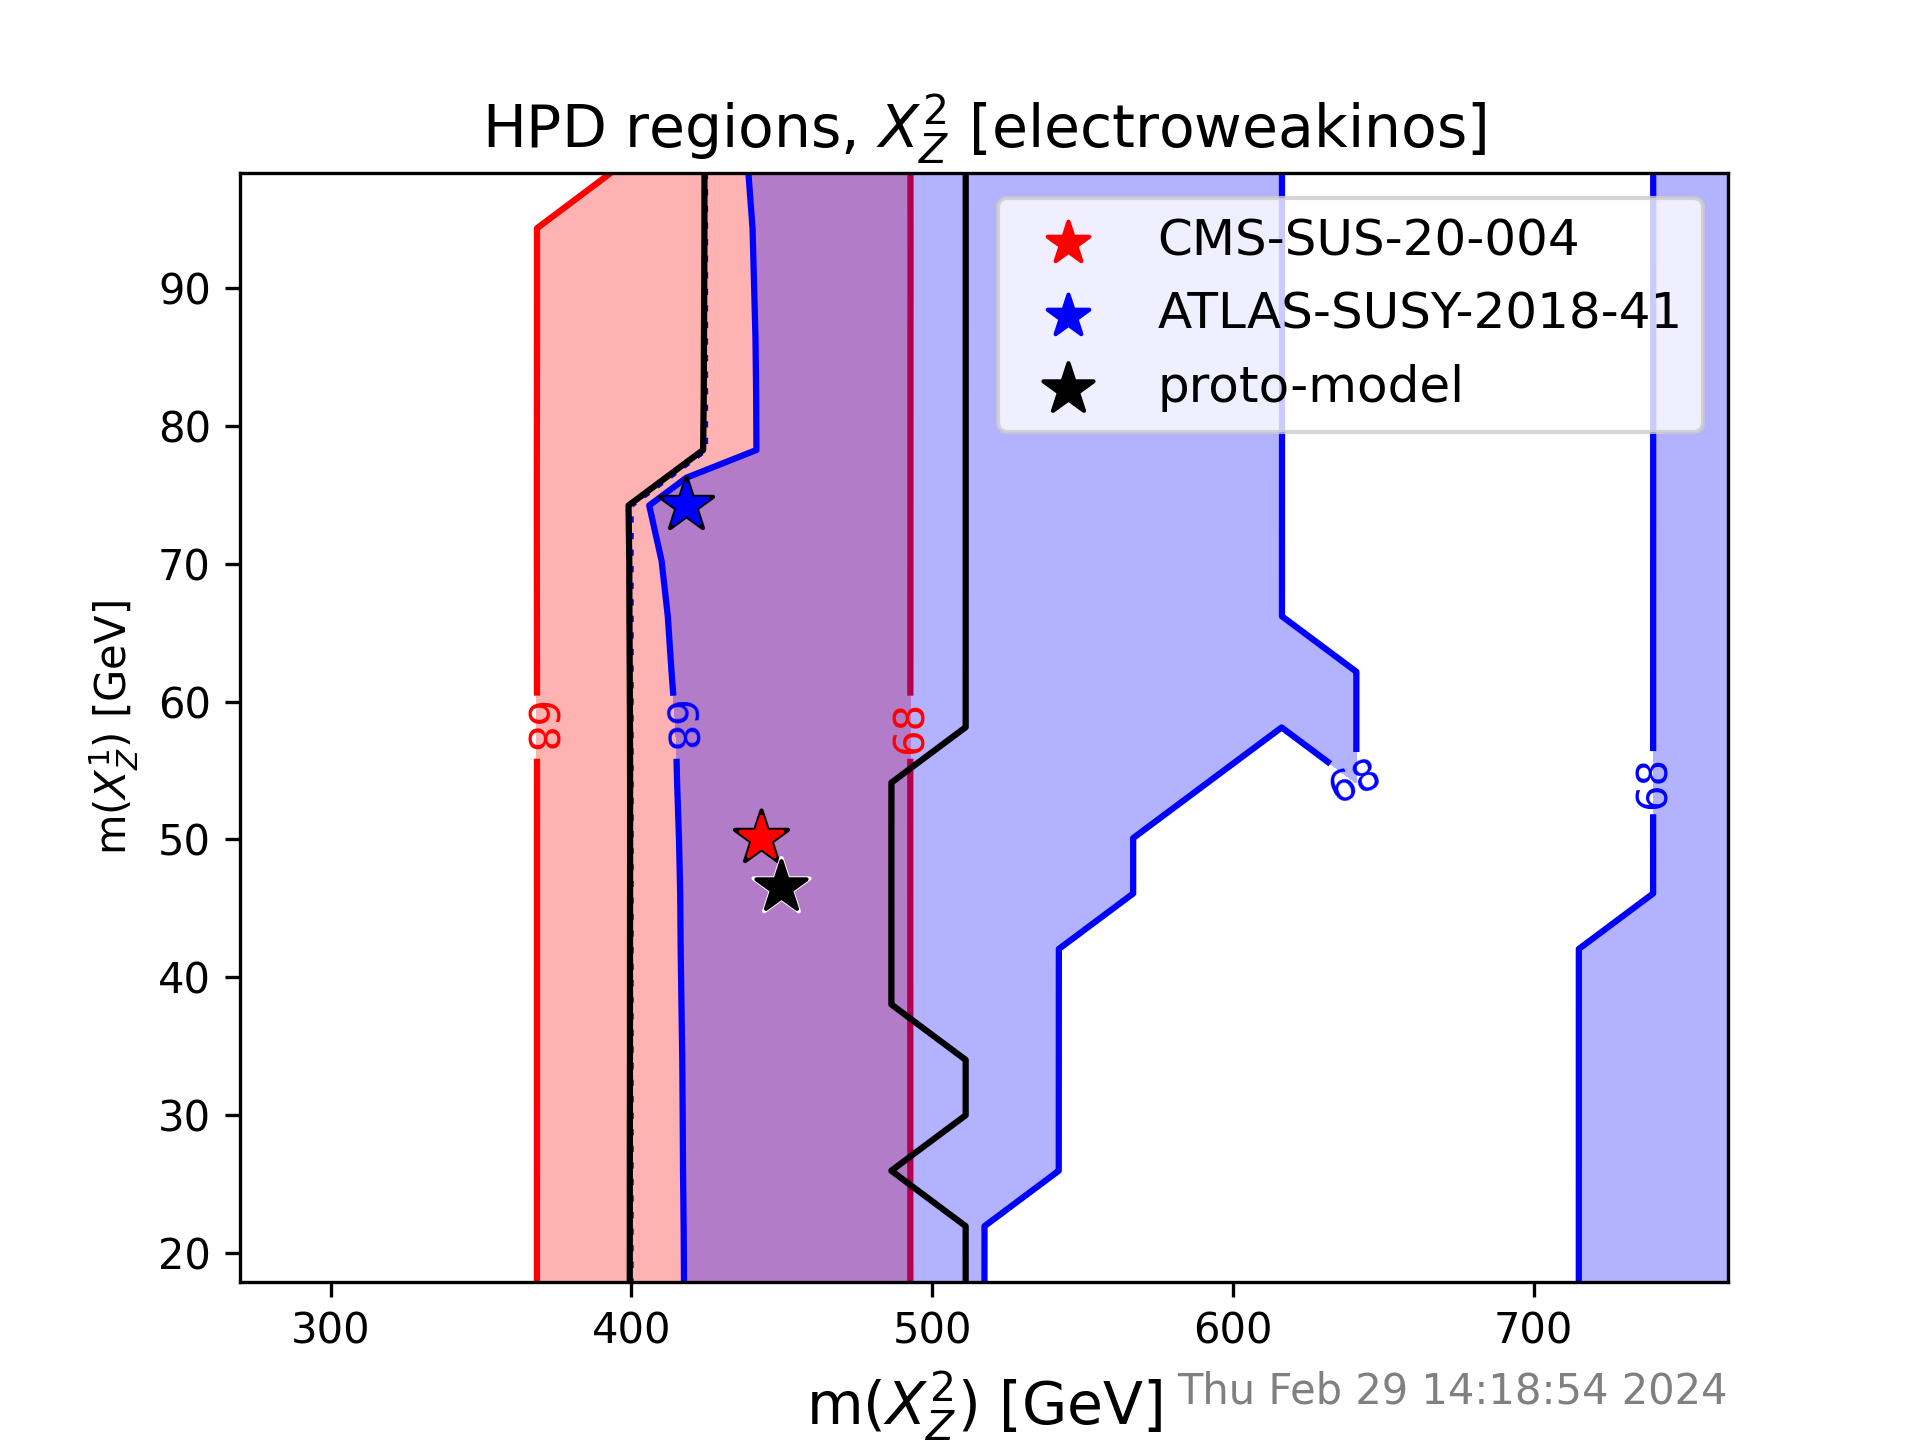 HPD regions, X_Z^2 [electroweakinos]
CMS-SUS-20-004
ATLAS-SUSY-2018-41
proto-model
90
80
70
60
50
40
30
20
m(X_Z^1) [GeV]
68
68
68
68
68
300
400
500
600
700
m(X_Z^2) [GeV]
Thu Feb 29 14:18:54 2024